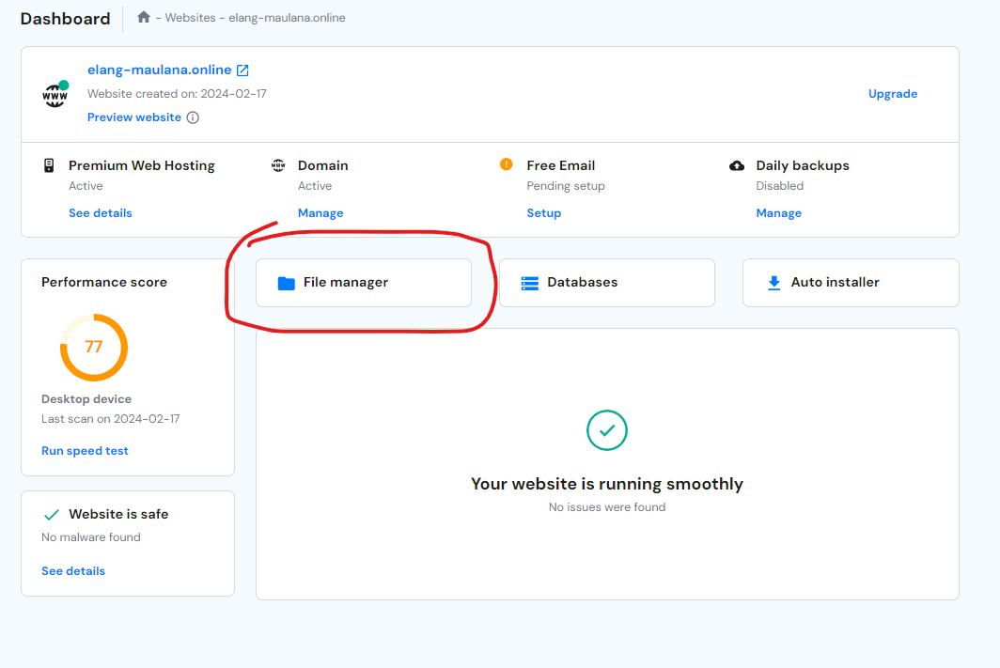 Dashboard
- Websites - elang-maulana.online
elang-maulana.online
Website created on: 2024-02-17
Preview website
Upgrade
www
Premium Web Hosting
Active
See details
www
Domain
Active
Manage
Free Email
Pending setup
Setup
Daily backups
Disabled
Manage
Performance score
77
Desktop device
Last scan on 2024-02-17
Run speed test
File manager
Databases
Auto installer
Your website is running smoothly
No issues were found
Website is safe
No malware found
See details